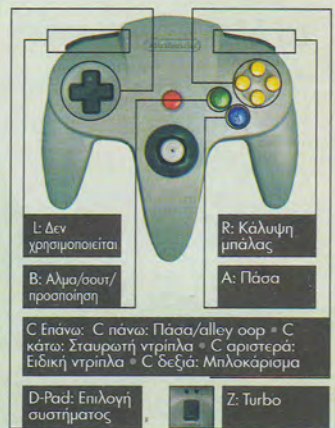 Nintendo
L: Δεν
χρησιμοποιείται
R: Κάλυψη
μπάλας
B: Αλμα/σουτ/
προσποίηση
A: Πάσα
C Επάνω: C πάνω: Πάσα/alley oop • C
κάτω: Σταυρωτή ντρίπλα • C αριστερά:
Ειδική ντρίπλα • C δεξιά: Μπλοκάρισμα
D-Pad: Επιλογή
συστήματος
Z: Turbo